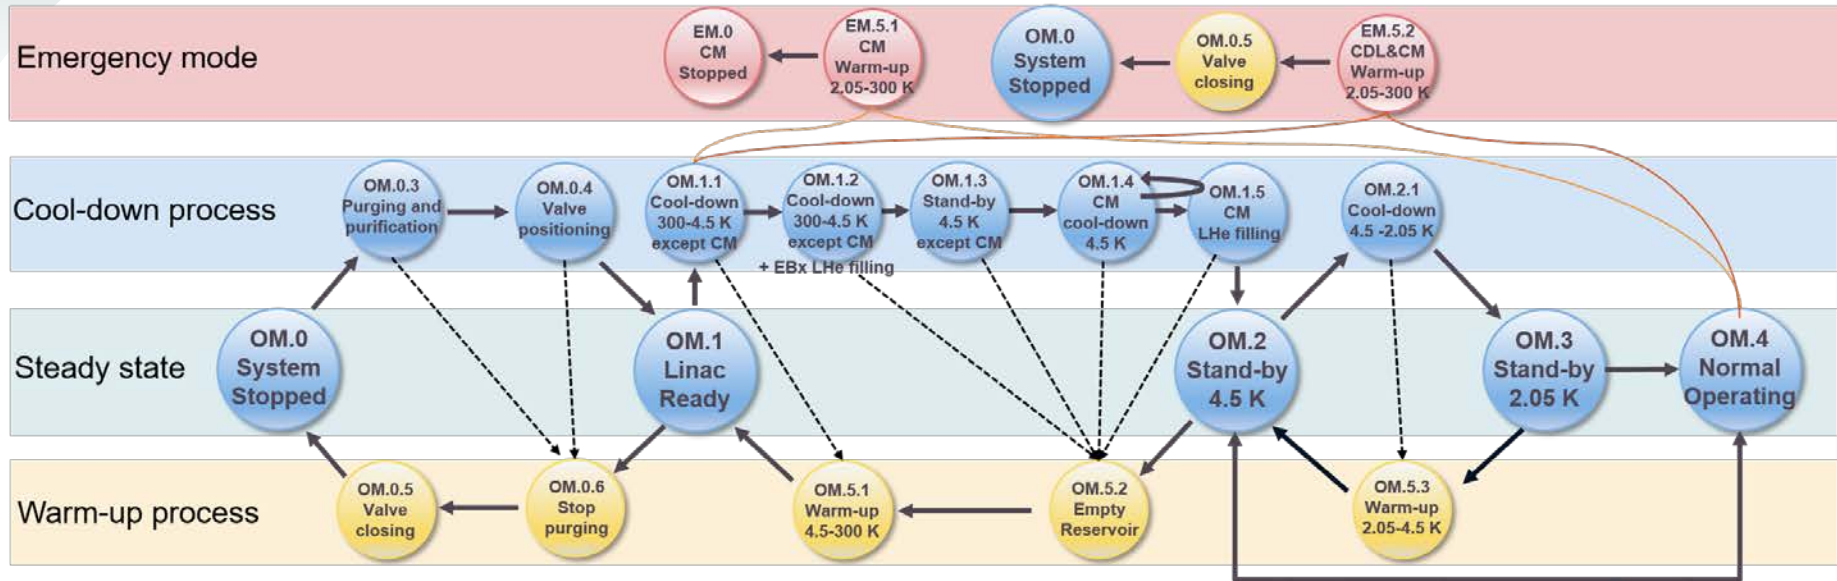 Emergency mode
EM.0
CM
Stopped
EM.5.1
CM
Warm-up
2.05-300 K
OM.0
System
Stopped
OM.0.5
Valve
closing
EM.5.2
CDL&CM
Warm-up
2.05-300 K
Cool-down process
OM.0.3
Purging and
purification
OM.0.4
Valve
positioning
OM.1.1
Cool-down
300-4.5 K
except CM
OM.1.2
Cool-down
300-4.5 K
except CM
+ EBx LHe filling
OM.1.3
Stand-by
4.5 K
except CM
OM.1.4
CM
cool-down
4.5 K
OM.1.5
CM
LHe filling
OM.2.1
Cool-down
4.5 -2.05 K
Steady state
OM.0
System
Stopped
OM.1
Linac
Ready
OM.2
Stand-by
4.5 K
OM.3
Stand-by
2.05 K
OM.4
Normal
Operating
Warm-up process
OM.0.5
Valve
closing
OM.0.6
Stop
purging
OM.5.1
Warm-up
4.5-300 K
OM.5.2
Empty
Reservoir
OM.5.3
Warm-up
2.05-4.5 K